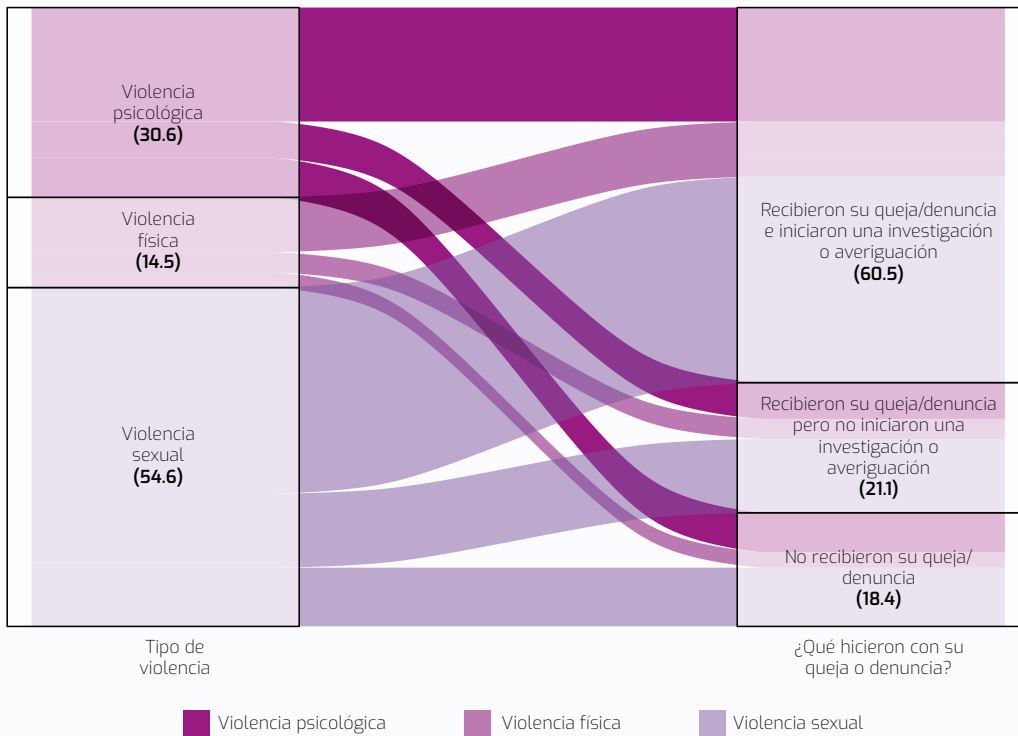 Violencia
psicológica
(30.6)
Violencia
física
(14.5)
Violencia
sexual
(54.6)
Tipo de
violencia
Recibieron su queja/denuncia
e iniciaron una investigación
o averiguación
(60.5)
Recibieron su queja/denuncia
pero no iniciaron una
investigación o
averiguación
(21.1)
No recibieron su queja/
denuncia
(18.4)
¿Qué hicieron con su
queja o denuncia?
Violencia psicológica
Violencia física
Violencia sexual